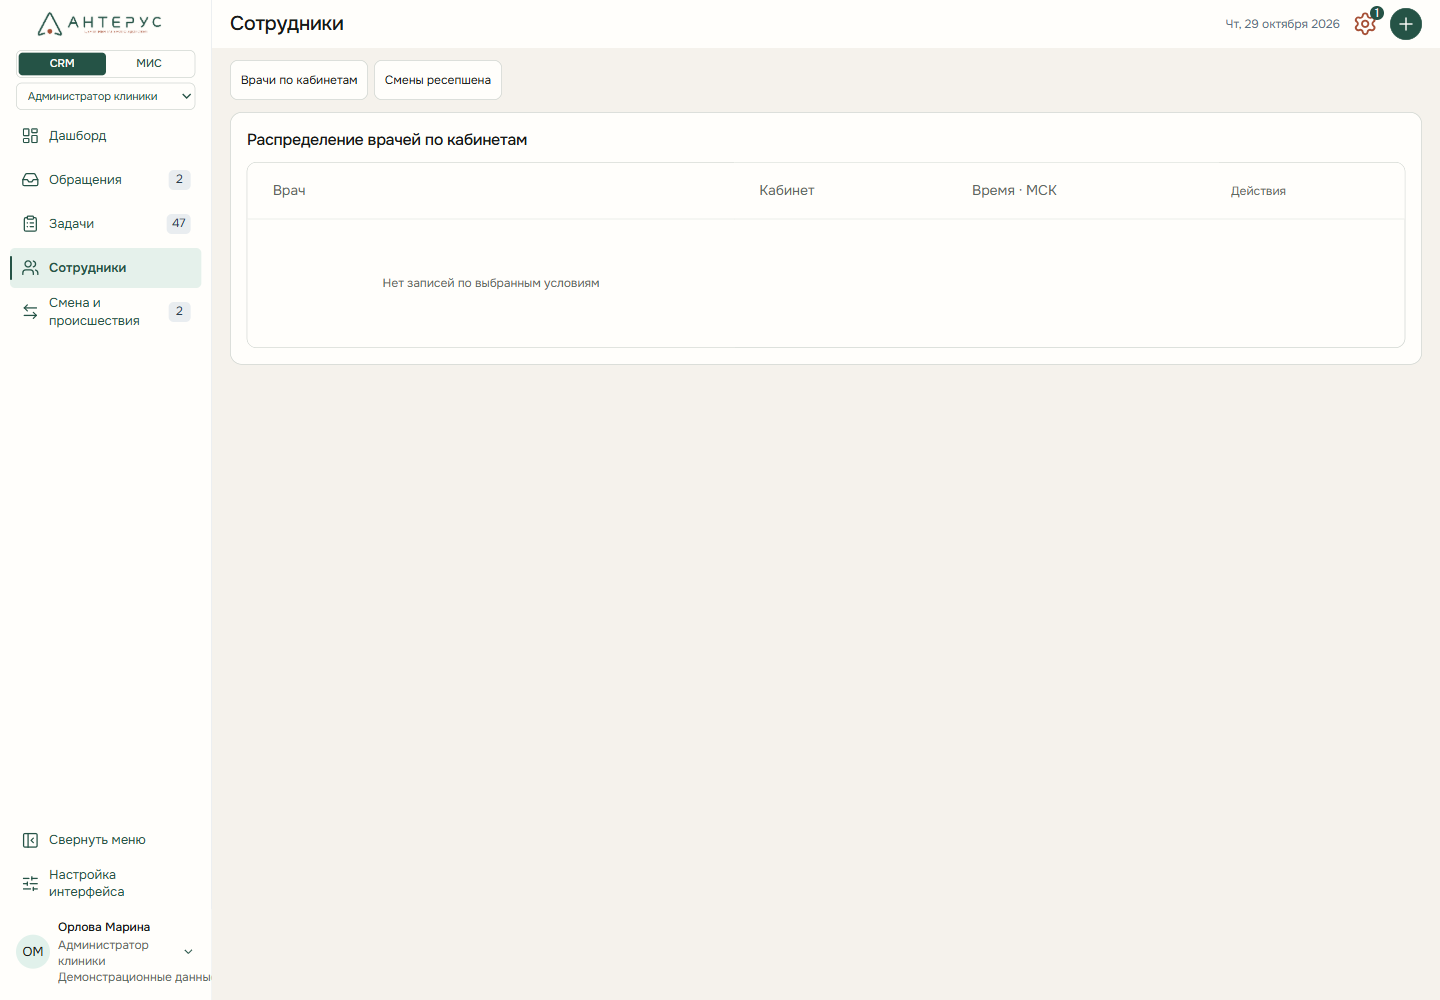 АНТЕРУС
CRM
МИС
Администратор клиники
Дашборд
Обращения
2
Задачи
47
Сотрудники
Смена и
происшествия
2
Свернуть меню
Настройка
интерфейса
ОМ
Орлова Марина
Администратор
клиники
Демонстрационные данны
Сотрудники
Чт, 29 октября 2026
1
Врачи по кабинетам
Смены ресепшена
Распределение врачей по кабинетам
Врач
Кабинет
Время · МСК
Действия
Нет записей по выбранным условиям